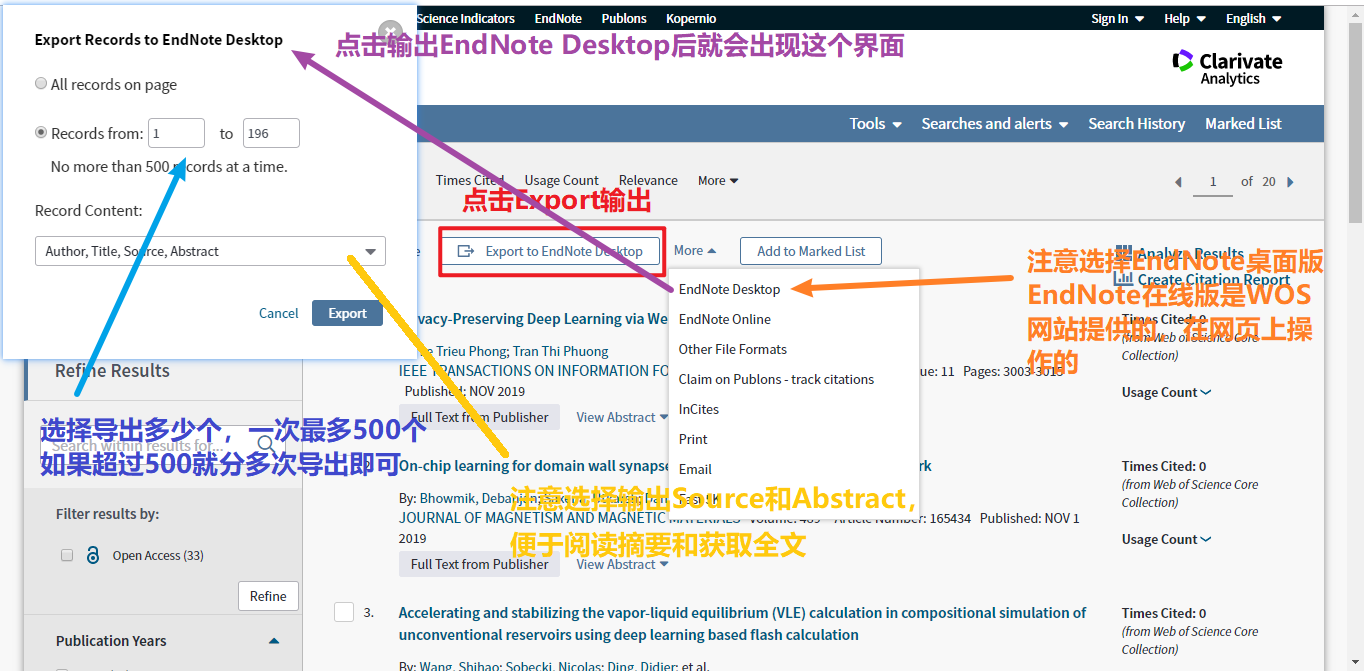 Science Indicators EndNote Publons Kopernio Sign In Help English
Export Records to EndNote Desktop
点击输出EndNote Desktop后就会出现这个界面
Clarivate
Analytics
All records on page
Records from: 1 to 196
No more than 500 records at a time.
Record Content:
Author, Title, Source, Abstract
Cancel Export
Tools Searches and alerts Search History Marked List
Times Cited Usage Count Relevance More
1 of 20
点击Export输出
Export to EndNote Desktop More Add to Marked List
Analyze Results
Create Citation Report
注意选择EndNote桌面版
EndNote在线版是WOS
网站提供的，在网页上操
作的
EndNote Desktop
EndNote Online
Other File Formats
Claim on Publons - track citations
InCites
Print
Email
Fast 5K
vacy-Preserving Deep Learning via We
Trieu Phong; Tran Thi Phuong
IEEE TRANSACTIONS ON INFORMATION FO
ue: 11 Pages: 3003-3015
Published: NOV 2019
Full Text from Publisher View Abstract
Times Cited: 0
(from Web of Science Core
Collection)
Usage Count
Refine Results
Search within results for...
选择导出多少个，一次最多500个
如果超过500就分多次导出即可
Filter results by:
Open Access (33)
Refine
Publication Years
2.
On-chip learning for domain wall synapse
rk
By: Bhowmik, Debanjan; Saxena, Utkarsh; Dan
JOURNAL OF MAGNETISM AND MAGNETIC MATERIALS Volume: 489 Article Number: 165434 Published: NOV 1
2019
注意选择输出Source和Abstract，
便于阅读摘要和获取全文
Full Text from Publisher View Abstract
Times Cited: 0
(from Web of Science Core
Collection)
Usage Count
3.
Accelerating and stabilizing the vapor-liquid equilibrium (VLE) calculation in compositional simulation of
unconventional reservoirs using deep learning based flash calculation
By: Wang, Shihao; Sobecki, Nicolas; Ding, Didier; et al.
Times Cited: 0
(from Web of Science Core
Collection)